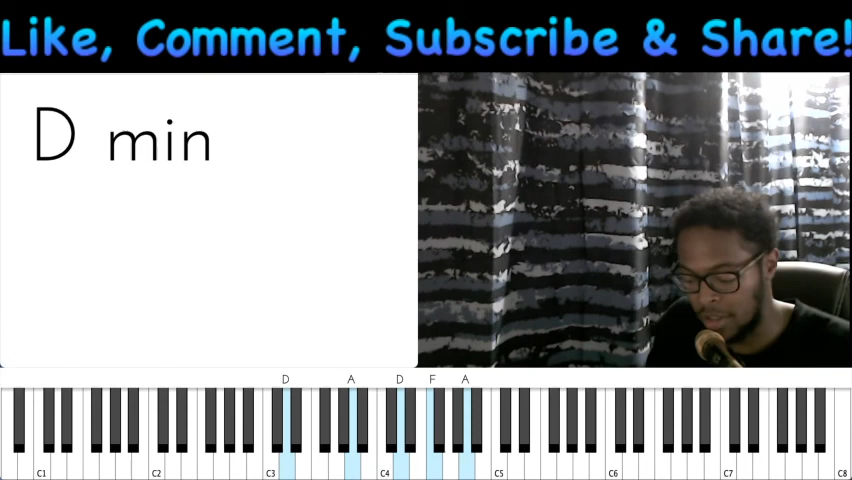 Like, Comment, Subscribe & Share!
D min
D A D F A
C1 C2 C3 C4 C5 C6 C7 C8